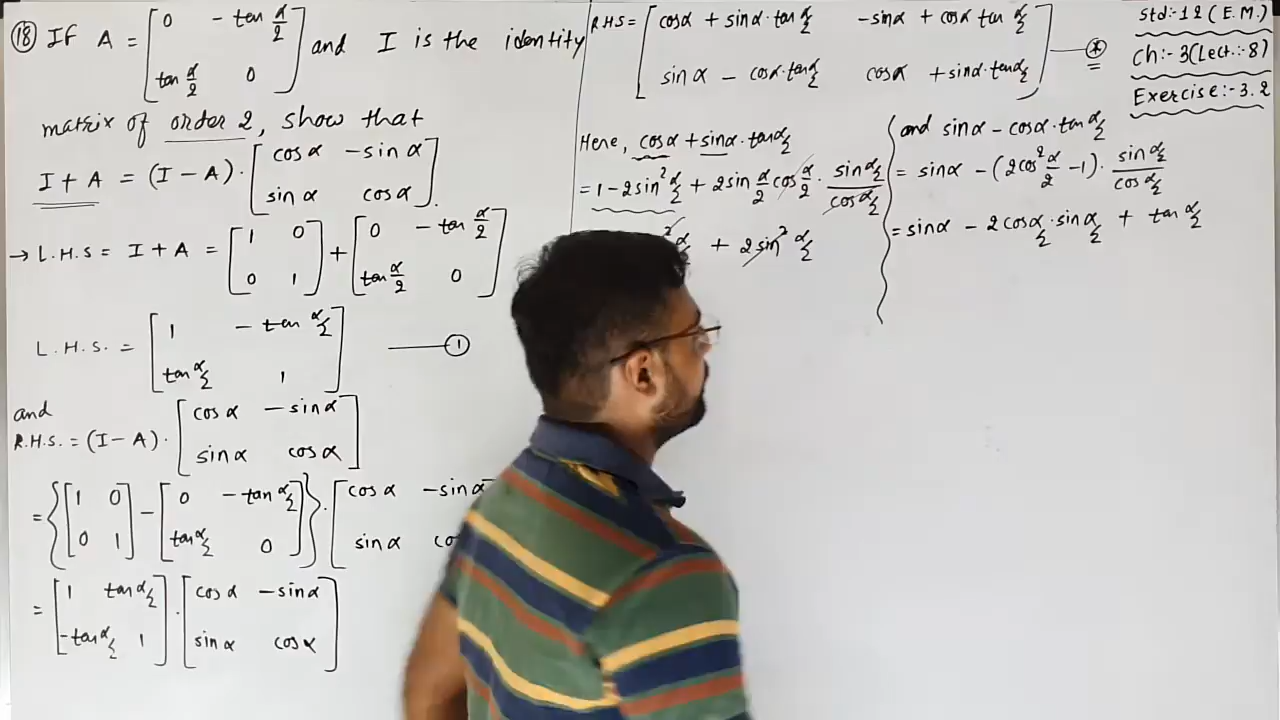 (18) IF A = [0 - tan α/2 and I is the identity
tan α/2 0]
matrix of order 2, show that
I + A = (I - A) · [cos α - sin α
sin α cos α].
→ L.H.S = I + A = [1 0 + [0 - tan α/2
0 1] tan α/2 0]
L.H.S. = [1 - tan α/2 —(1)
tan α/2 1]
and
R.H.S. = (I - A) · [cos α - sin α
sin α cos α]
= {[1 0 - [0 - tan α/2 } · [cos α - sin α
0 1] tan α/2 0] sin α
= [1 tan α/2 · [cos α - sin α
- tan α/2 1] sin α cos α]
RHS = [cos α + sin α · tan α/2 - sin α + cos α tan α/2
sin α - cos α · tan α/2 cos α + sin α · tan α/2] —(*)
Here, cos α + sin α · tan α/2
= 1 - 2 sin² α/2 + 2 sin α/2 cos α/2 · sin α/2 / cos α/2
² α/2 + 2 sin² α/2
and sin α - cos α · tan α/2
= sin α - (2cos² α/2 - 1) · sin α/2 / cos α/2
= sin α - 2 cos α/2 · sin α/2 + tan α/2
Std:-12 (E.M.)
Ch:- 3(Lect.:-8)
Exercise:-3.2